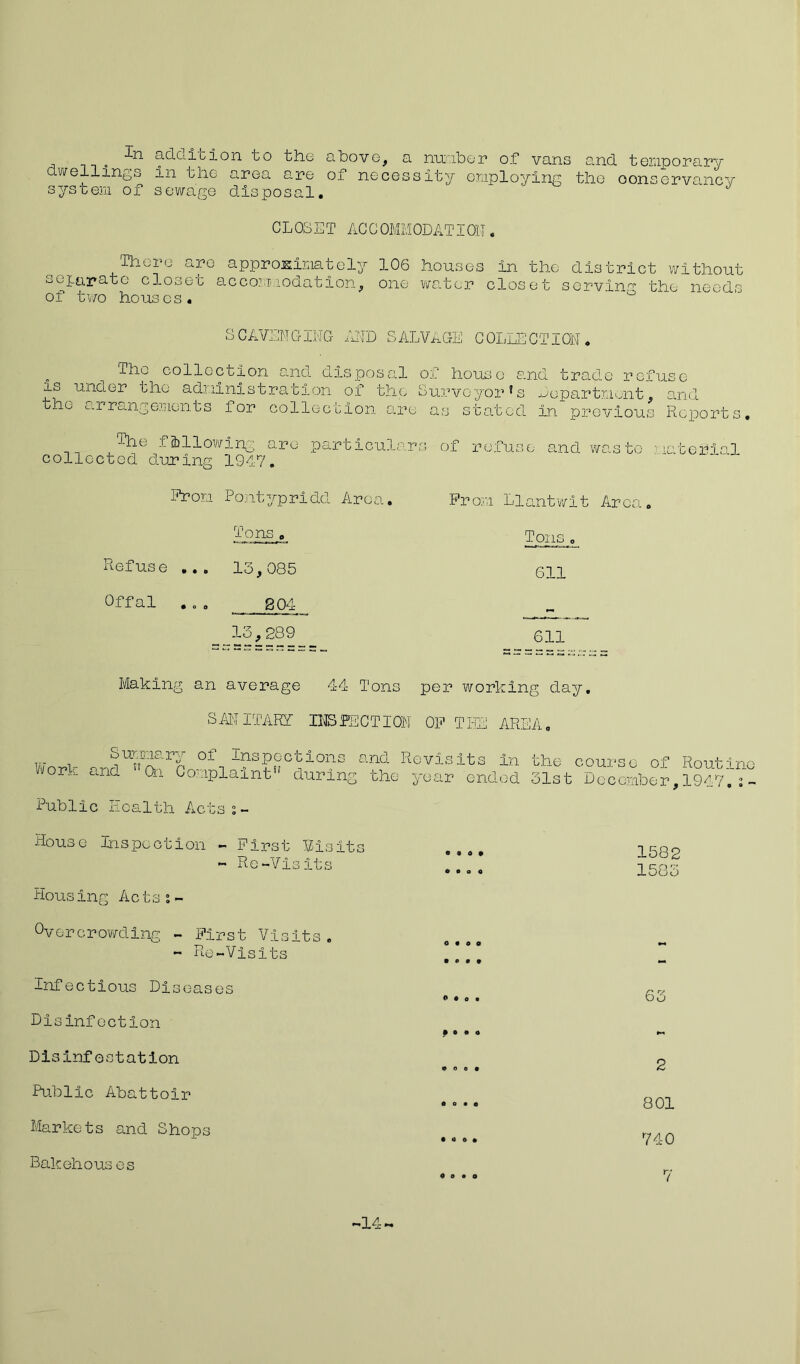 In addition to the above, a number of vans and temporary
dwellings in the area are of necessity employing the conservancy
system of sewage disposal.
CLOSET ACCOMMODATION.
There are approximately 106 houses in the district without
separate closet accommodation, one water closet serving the needs
of two houses.
SCAVENGING AND SALVAGE COLLECTION.
The collection and disposal of house and trade refuse
is under the administration of the Surveyor's Department, and
the arrangements for collection are as stated in previous Reports.
The following are particulars of refuse and waste material
collected during 1947.
From Pontypridd Area. From Llantwit Area.
Tons. Tons.
Refuse ... 13,085 611
Offal ... 204 -
13,289 611
Making an average 44 Tons per working day.
SANITARY INSPECTION OF THE AREA.
Summary of Inspections and Revisits in the course of Routine
Work and "On Complaint" during the year ended 31st December,1947.:-
Public Health Acts:-
House Inspection - First Visits .... 1582
- Re-Visits .... 1583
Housing Acts:-
Overcrowding - First Visits. .... -
- Re-Visits .... -
Infectious Diseases .... 63
Disinfection .... -
Disinfestation .... 2
Public Abattoir .... 801
Markets and Shops .... 740
Bakehouses .... 7
-14-